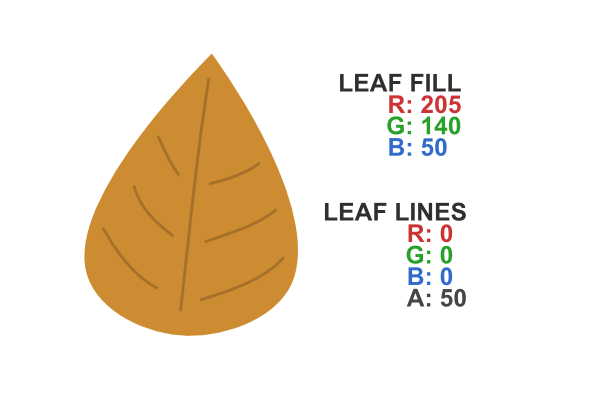 LEAF FILL
R: 205
G: 140
B: 50
LEAF LINES
R: 0
G: 0
B: 0
A: 50